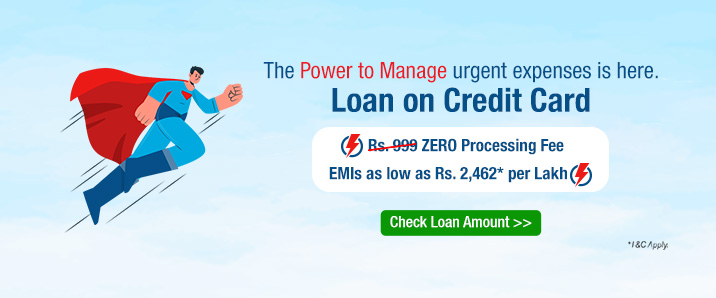 The Power to Manage urgent expenses is here.
Loan on Credit Card
Rs. 999 ZERO Processing Fee
EMIs as low as Rs. 2,462* per Lakh
Check Loan Amount >>
*T&C Apply.